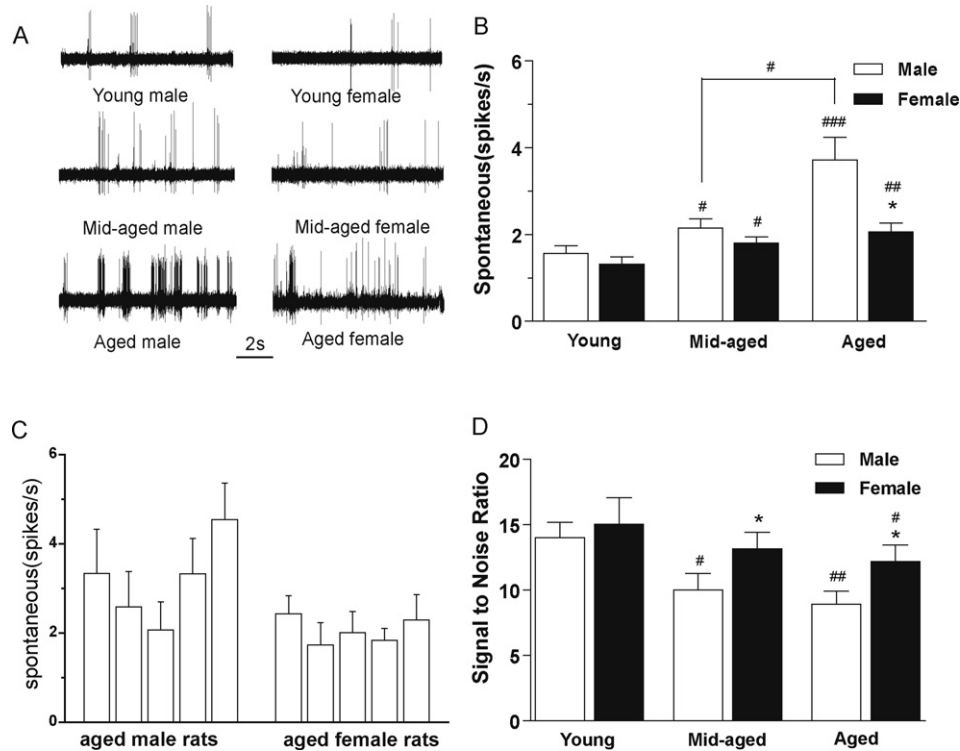 A
Young male
Young female
Mid-aged male
Mid-aged female
Aged male
2s
Aged female
B
Spontaneous(spikes/s)
6
4
2
0
Male
Female
#
###
##
*
#
#
Young
Mid-aged
Aged
C
spontaneous(spikes/s)
6
4
2
0
aged male rats
aged female rats
D
Signal to Noise Ratio
20
15
10
5
0
Male
Female
#
*
#
*
##
Young
Mid-aged
Aged